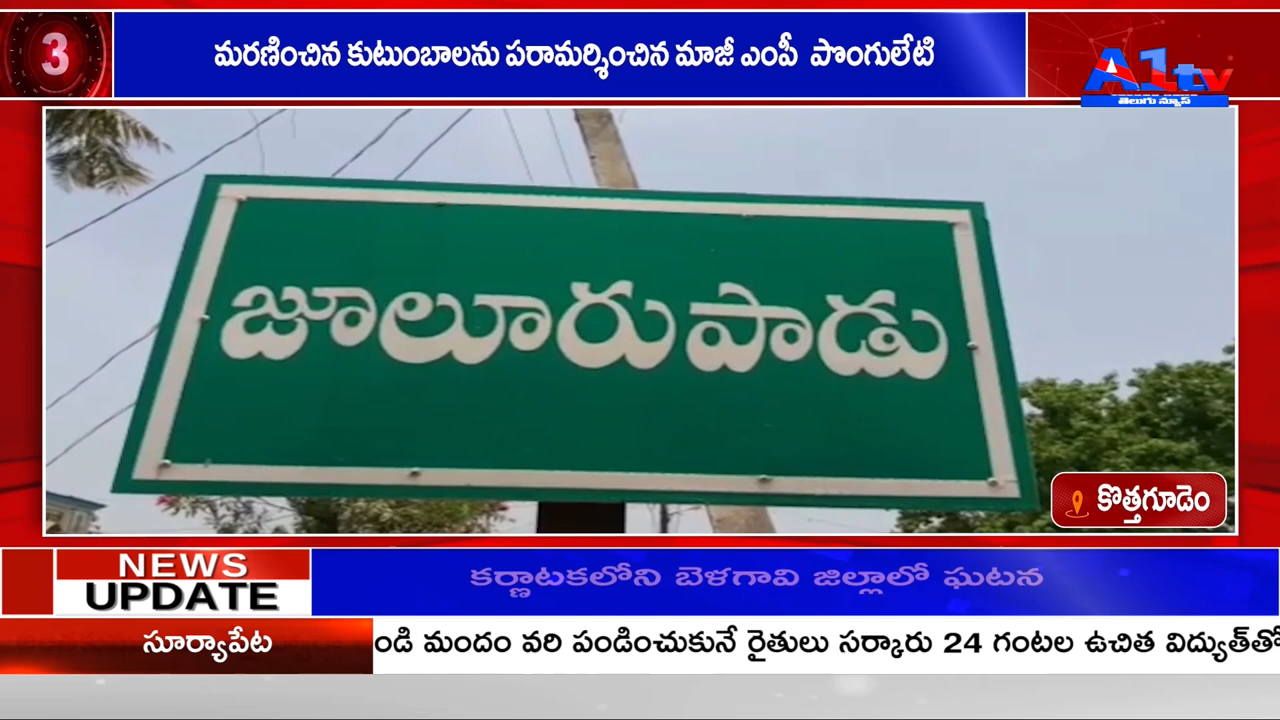 3
మరణించిన కుటుంబాలను పరామర్శించిన మాజీ ఎంపీ పొంగులేటి
A1tv
తెలుగు న్యూస్
జూలూరుపాడు
కొత్తగూడెం
NEWS
UPDATE
కర్ణాటకలోని బెళగావి జిల్లాలో ఘటన
సూర్యాపేట
ండి మందం వరి పండించుకునే రైతులు సర్కారు 24 గంటల ఉచిత విద్యుత్‌తో